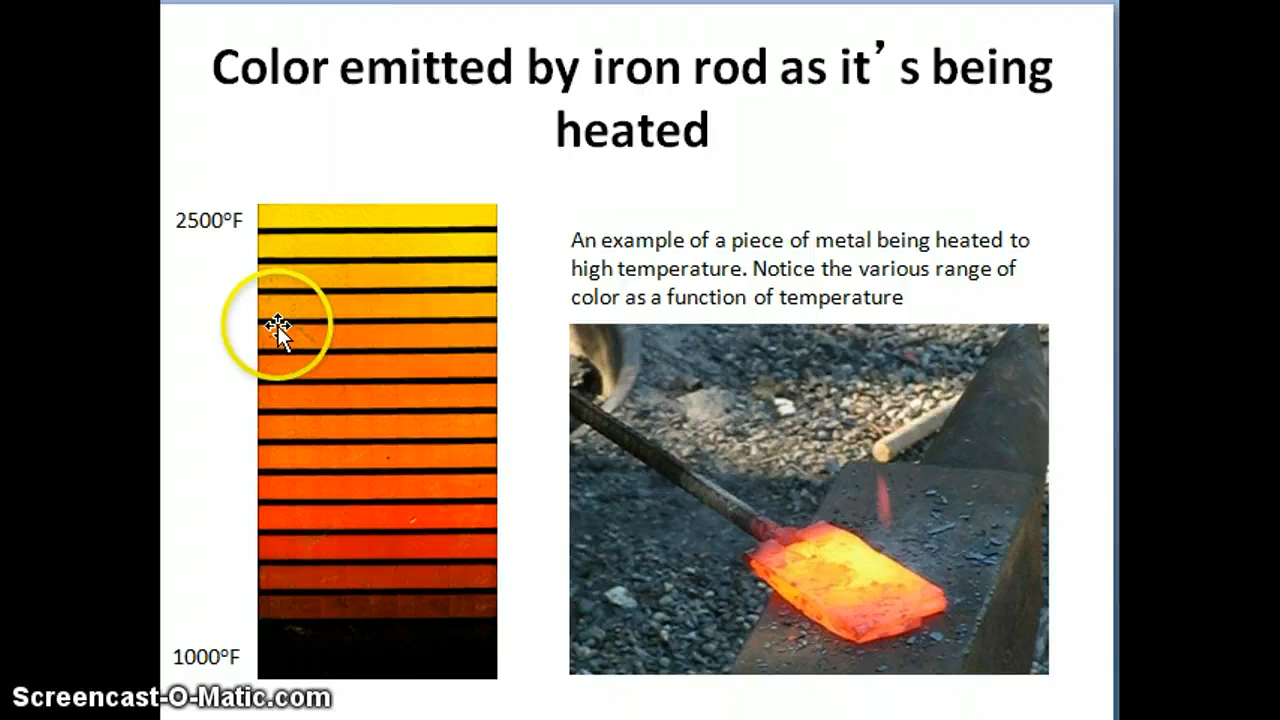 Color emitted by iron rod as it’ s being
heated
2500°F
An example of a piece of metal being heated to
high temperature. Notice the various range of
color as a function of temperature
1000°F
Screencast-O-Matic.com